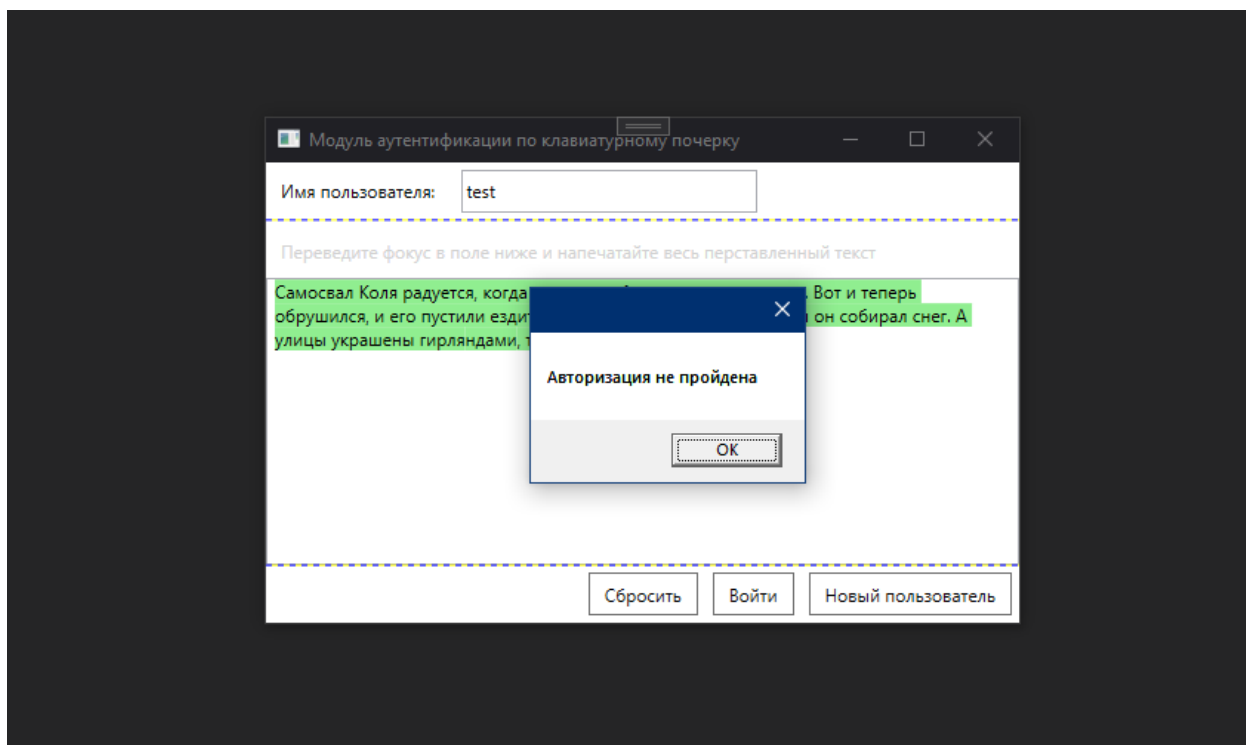 Модуль аутентификации по клавиатурному почерку
Имя пользователя: test
Переведите фокус в поле ниже и напечатайте весь перставленный текст
Самосвал Коля радуется, когда . Вот и теперь
обрушился, и его пустили он собирал снег. А
улицы украшены гирляндами,
Авторизация не пройдена
OK
Сбросить Войти Новый пользователь